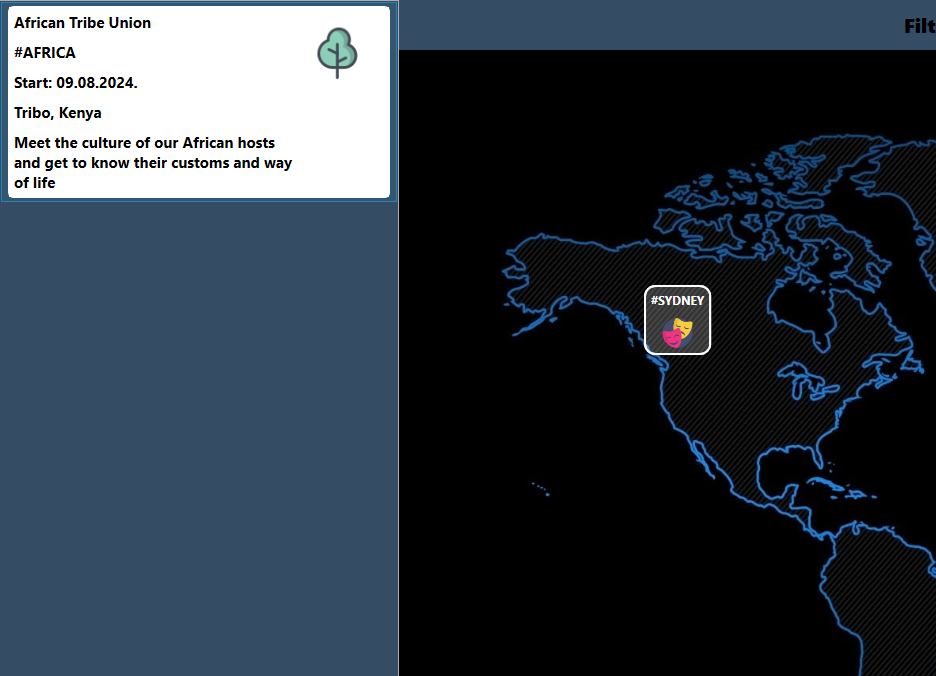 African Tribe Union
#AFRICA
Start: 09.08.2024.
Tribo, Kenya
Meet the culture of our African hosts
and get to know their customs and way
of life
Filt
#SYDNEY